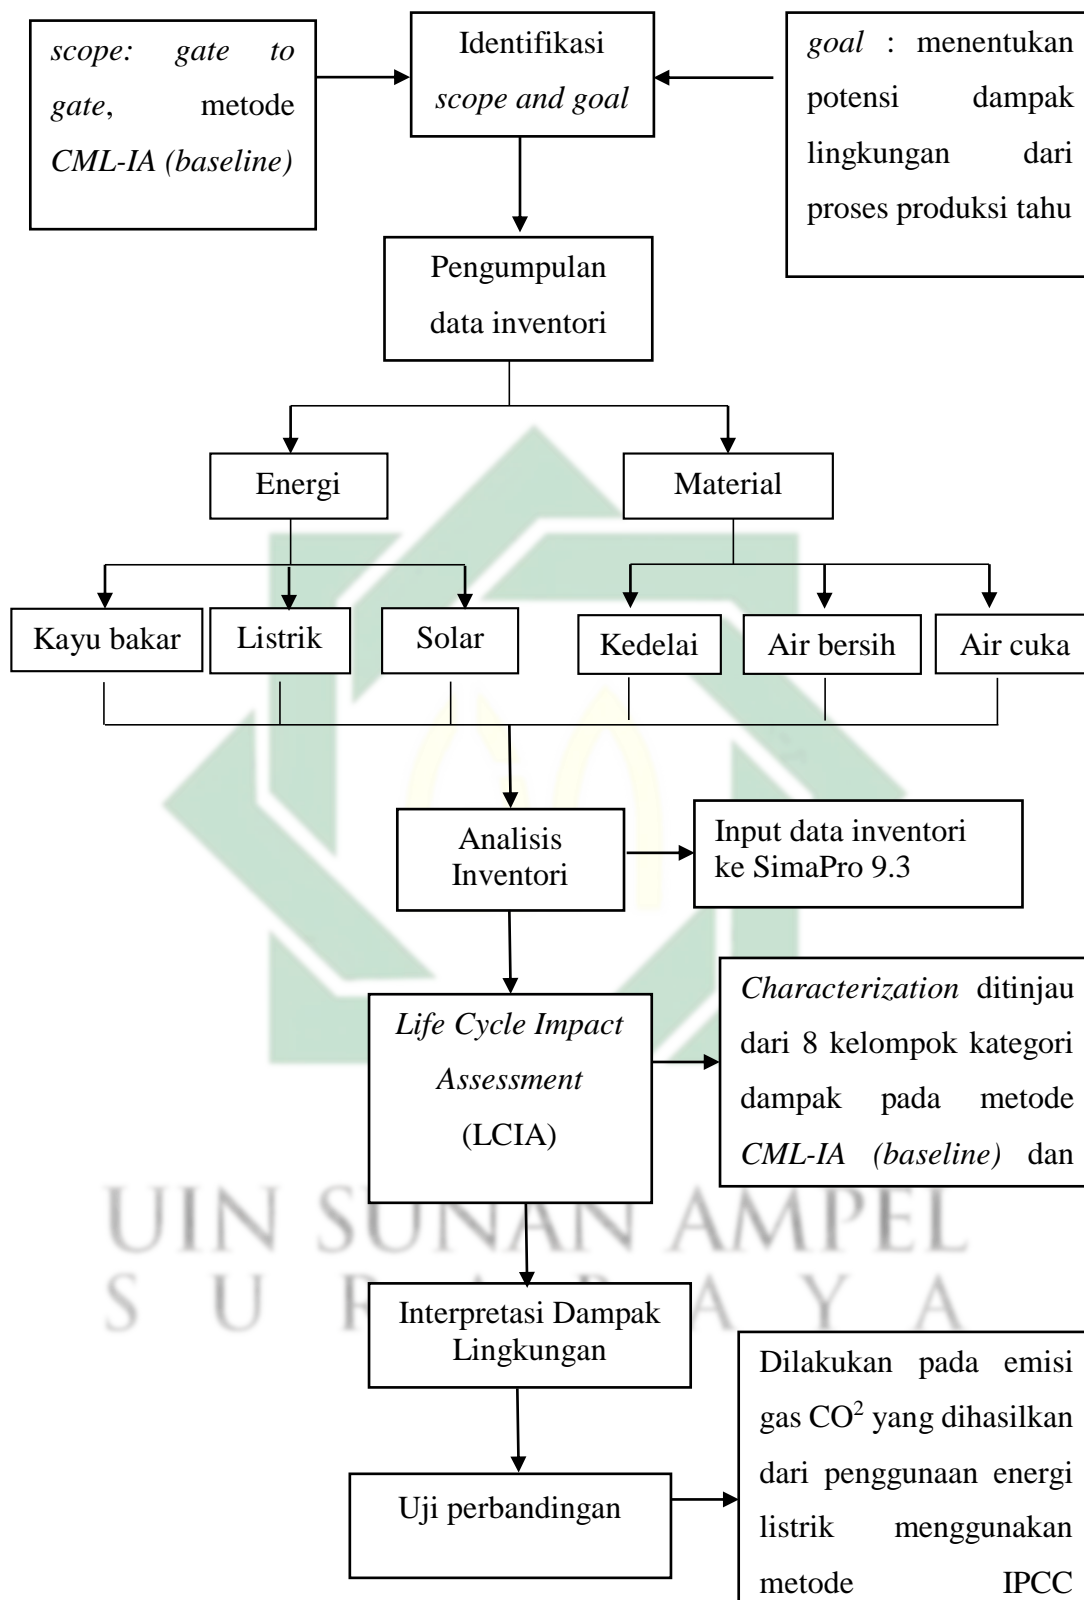 scope: gate to
gate, metode
CML-IA (baseline)
Identifikasi
scope and goal
goal : menentukan
potensi dampak
lingkungan dari
proses produksi tahu
Pengumpulan
data inventori
Energi
Material
Kayu bakar
Listrik
Solar
Kedelai
Air bersih
Air cuka
Analisis
Inventori
Input data inventori
ke SimaPro 9.3
Life Cycle Impact
Assessment
(LCIA)
Characterization ditinjau
dari 8 kelompok kategori
dampak pada metode
CML-IA (baseline) dan
UIN SUNAN AMPEL
S U R A B A Y A
Interpretasi Dampak
Lingkungan
Uji perbandingan
Dilakukan pada emisi
gas CO² yang dihasilkan
dari penggunaan energi
listrik menggunakan
metode IPCC